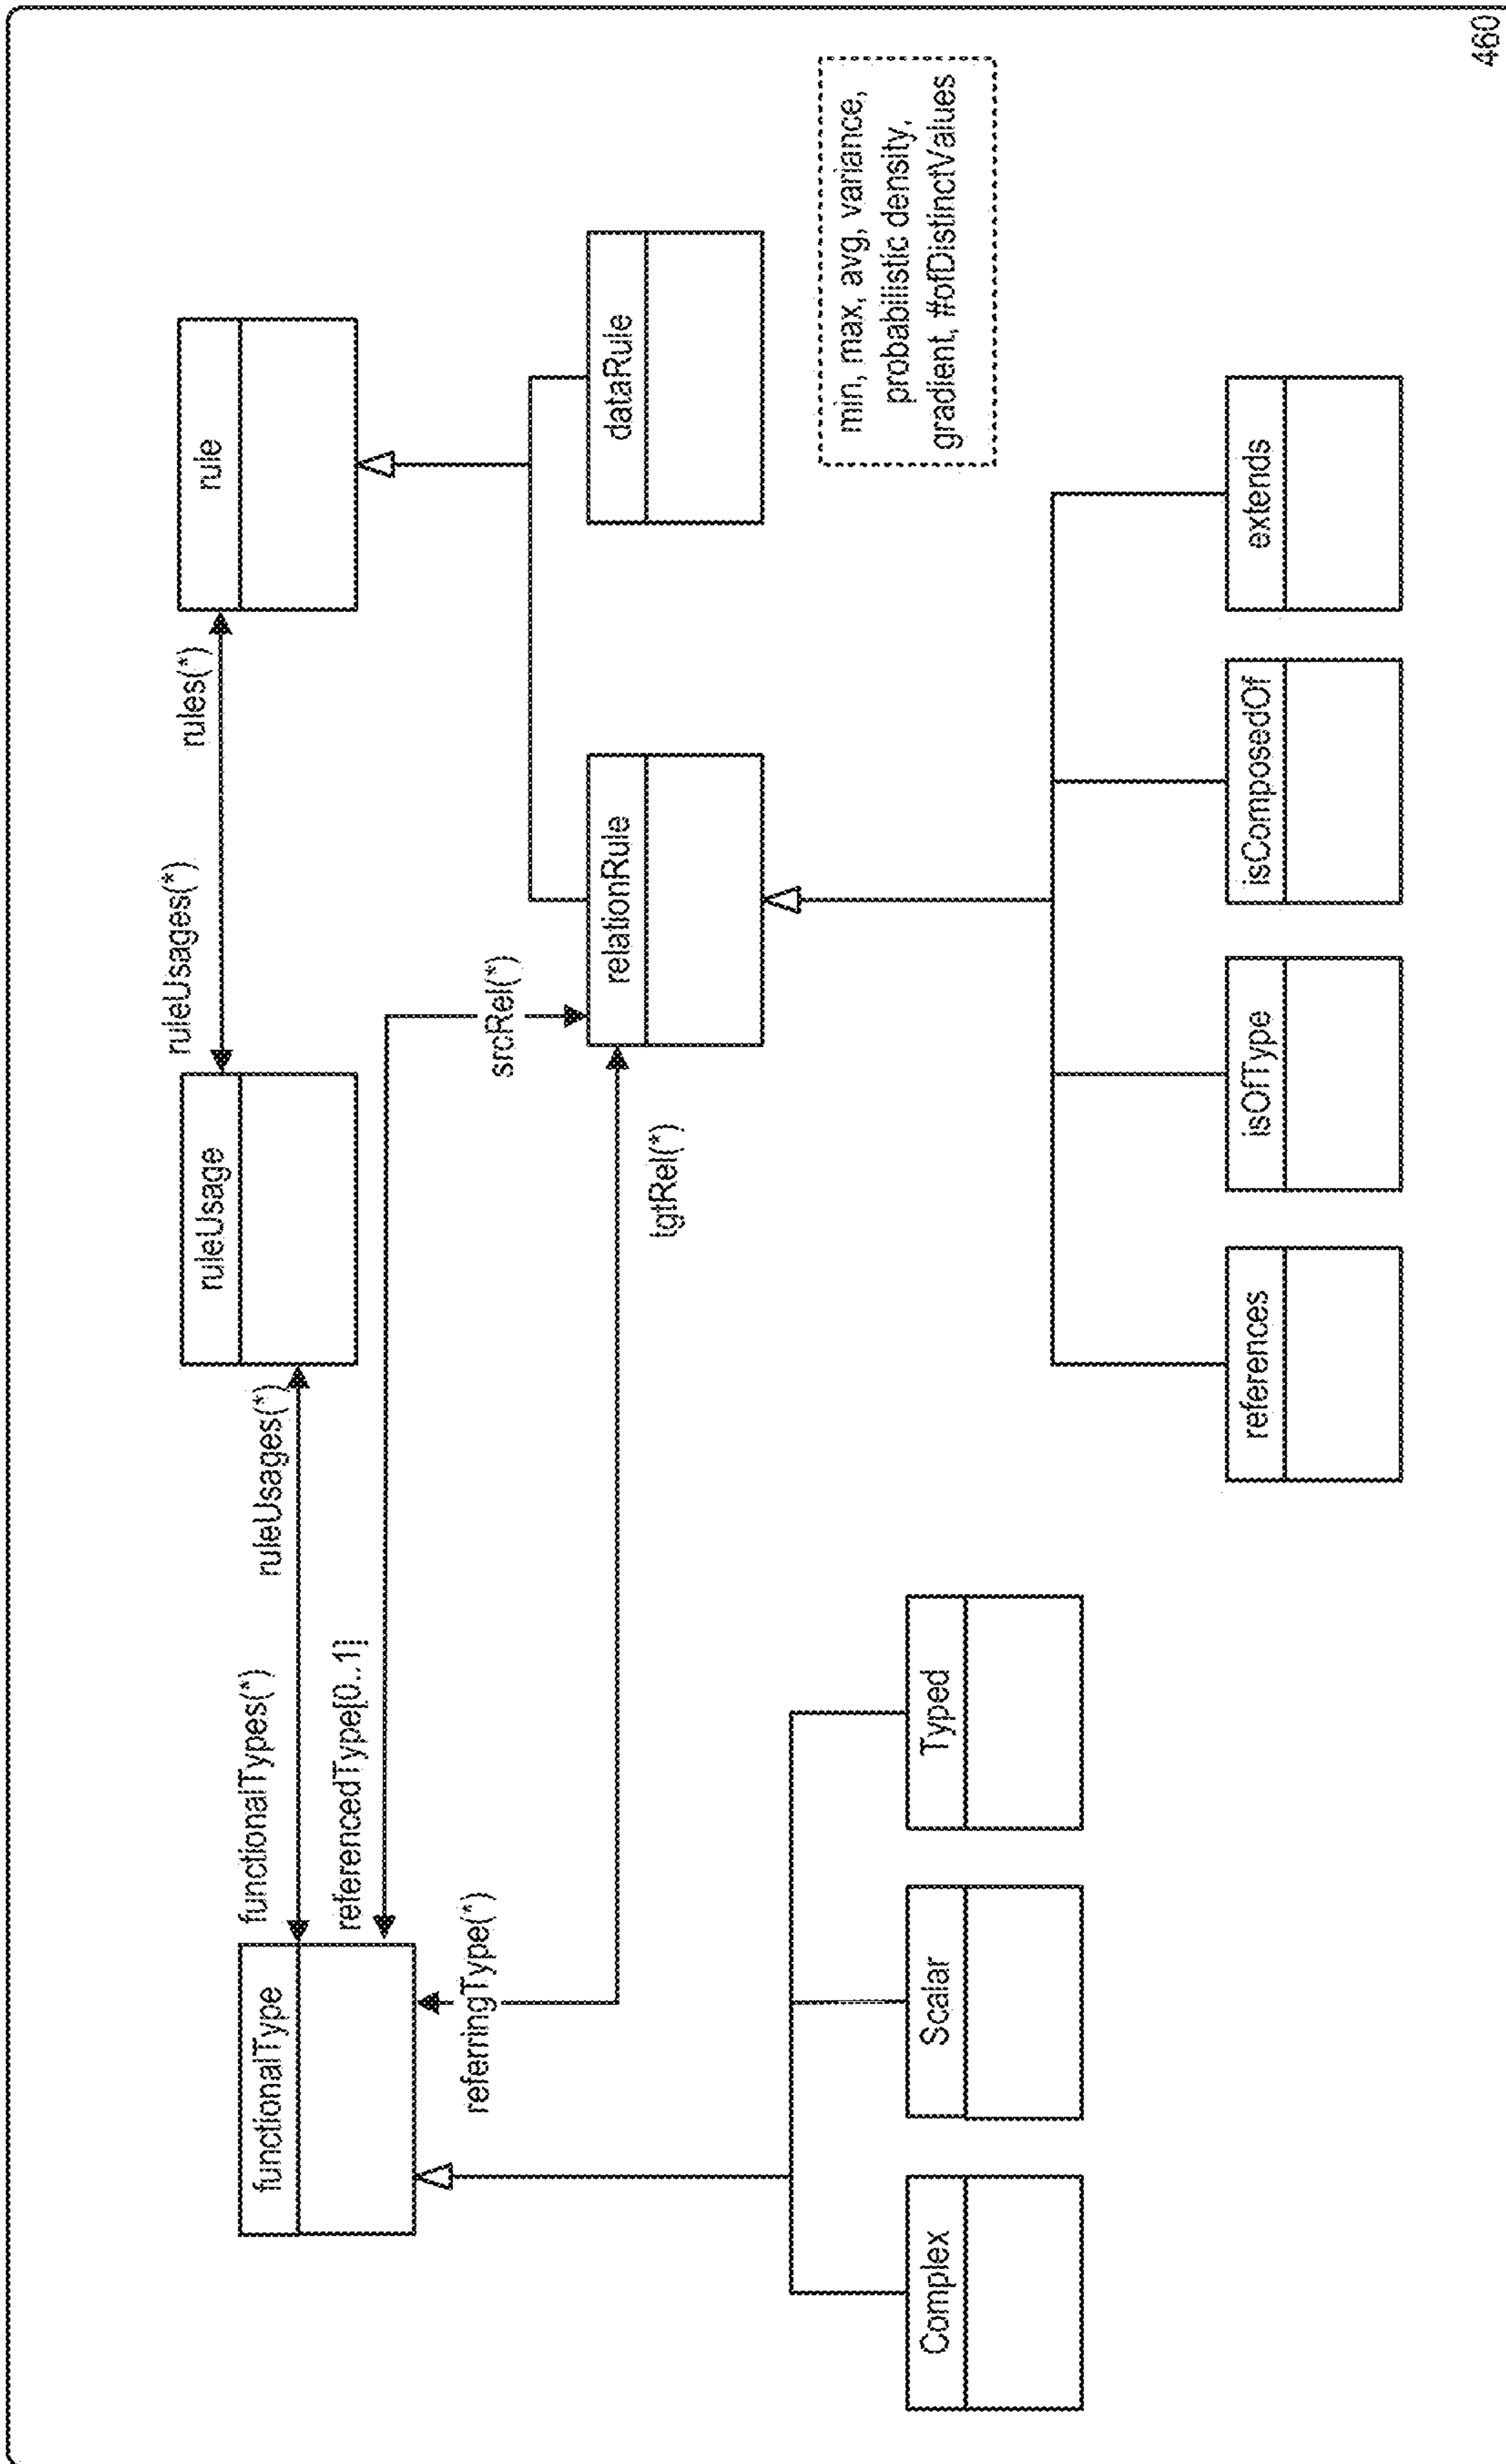 functionalTypes(*)
ruleUsages(*)
ruleUsages(*)
rules(*)
functionalType
ruleUsage
rule
referencedType[0..1]
referringType(*)
srcRel(*)
tgtRel(*)
relationRule
dataRule
min, max, avg, variance,
probabilistic density,
gradient, #ofDistinctValues
Complex
Scalar
Typed
references
isOfType
isComposedOf
extends
460